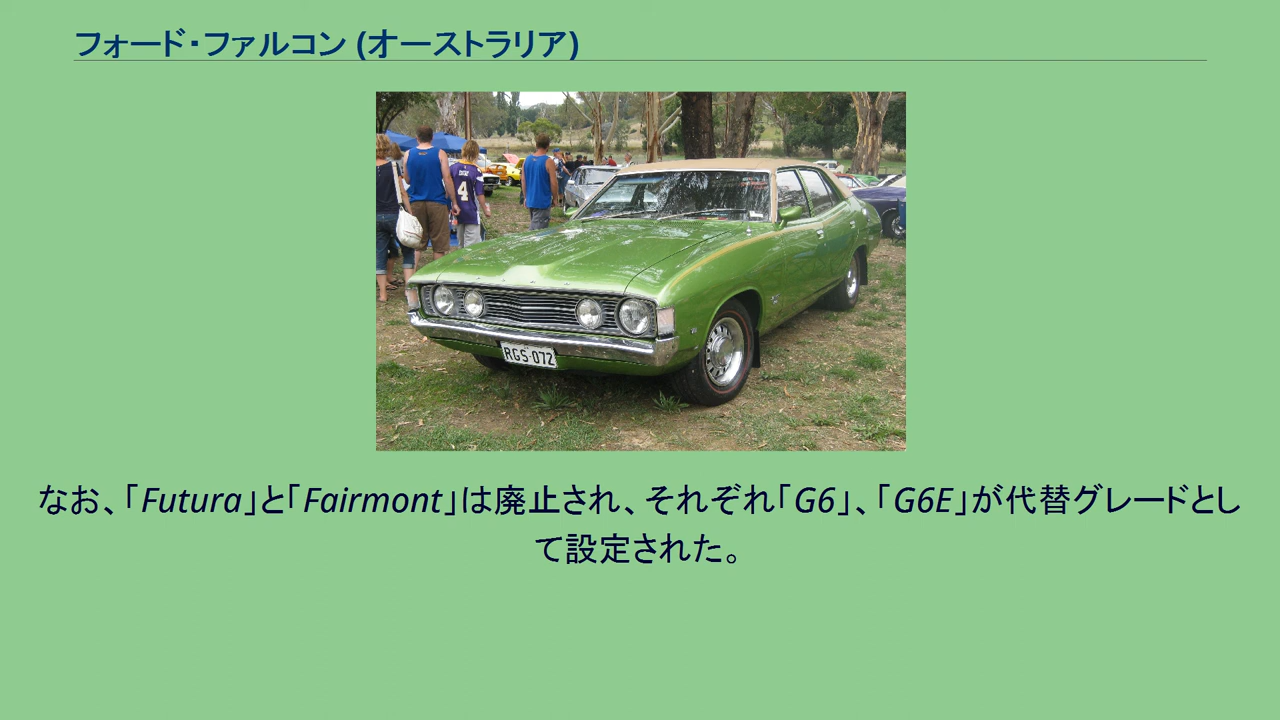 フォード・ファルコン (オーストラリア)
4
RGS·072
なお、「Futura」と「Fairmont」は廃止され、それぞれ「G6」、「G6E」が代替グレードとし
て設定された。